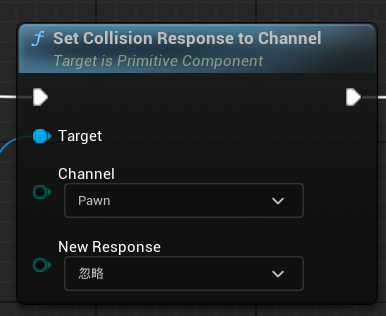 f Set Collision Response to Channel
Target is Primitive Component
Target
Channel
Pawn
New Response
忽略